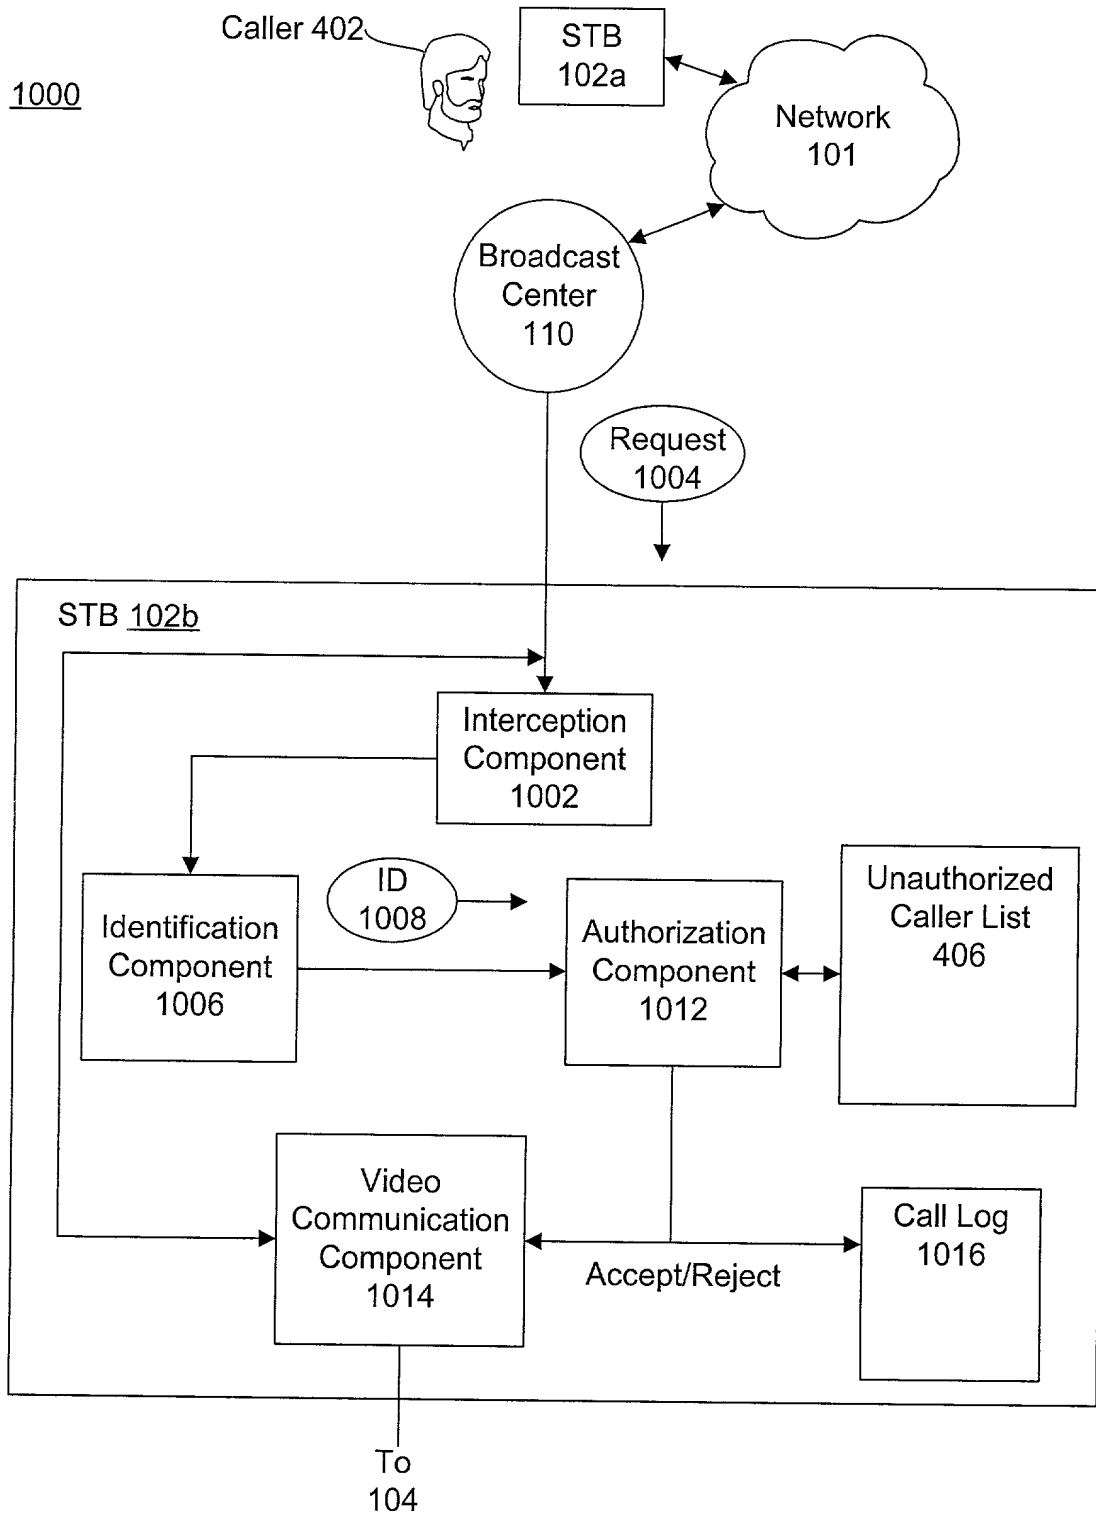 Caller 402
STB
102a
1000
Network
101
Broadcast
Center
110
Request
1004
STB 102b
Interception
Component
1002
ID
1008
Identification
Component
1006
Authorization
Component
1012
Unauthorized
Caller List
406
Video
Communication
Component
1014
Accept/Reject
Call Log
1016
To
104